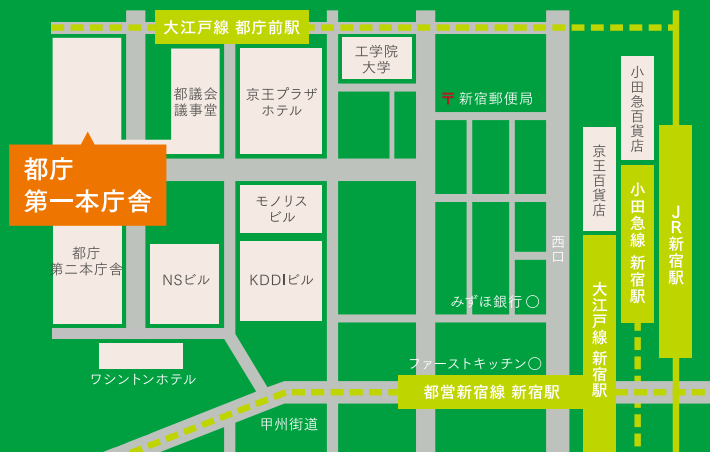 大江戸線 都庁前駅
工学院
大学
都議会
議事堂
京王プラザ
ホテル
〒新宿郵便局
小田急百貨店
京王百貨店
都庁
第一本庁舎
モノリス
ビル
小田急線 新宿駅
JR新宿駅
西口
都庁
第二本庁舎
NSビル
KDDIビル
大江戸線 新宿駅
みずほ銀行○
ファーストキッチン○
ワシントンホテル
都営新宿線 新宿駅
甲州街道